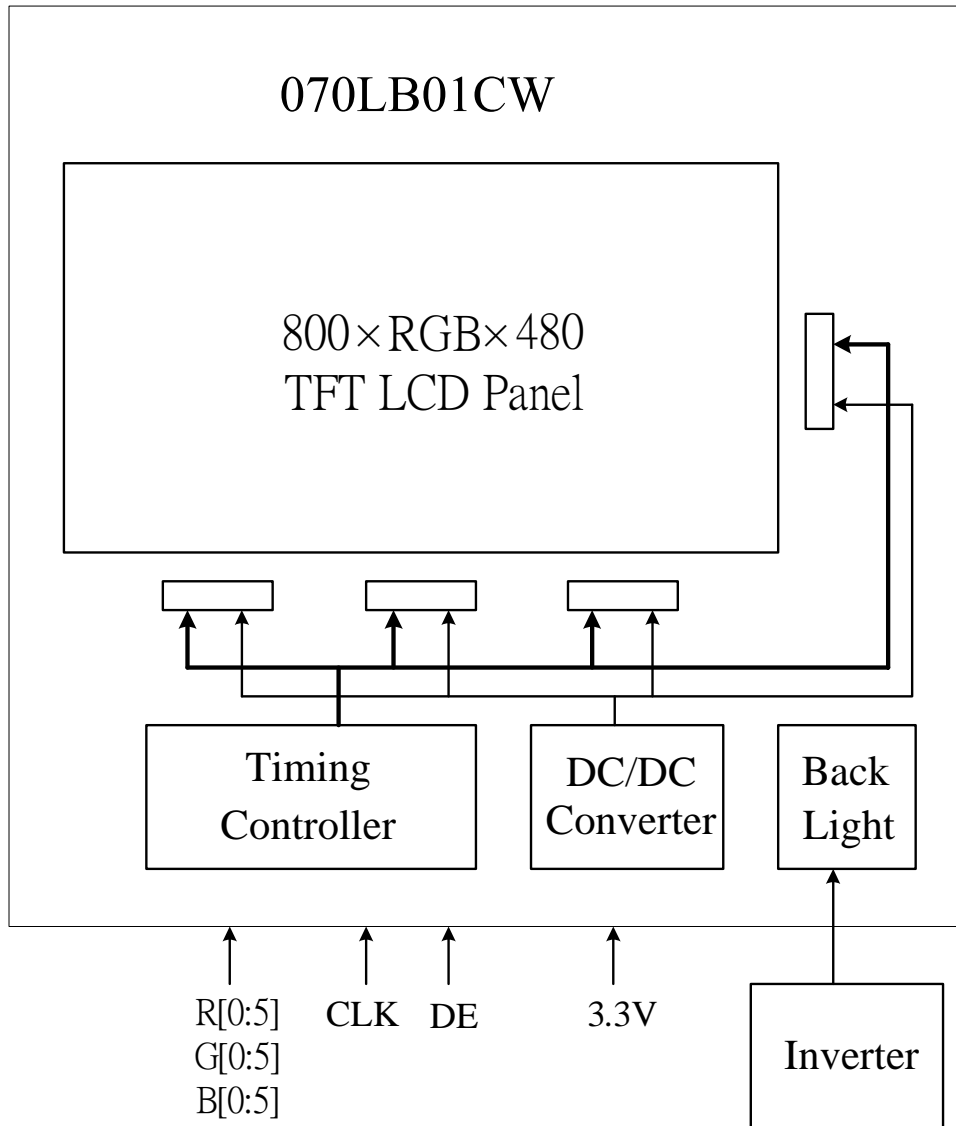 070LB01CW
800×RGB×480
TFT LCD Panel
Timing
Controller
DC/DC
Converter
Back
Light
R[0:5]
G[0:5]
B[0:5]
CLK
DE
3.3V
Inverter